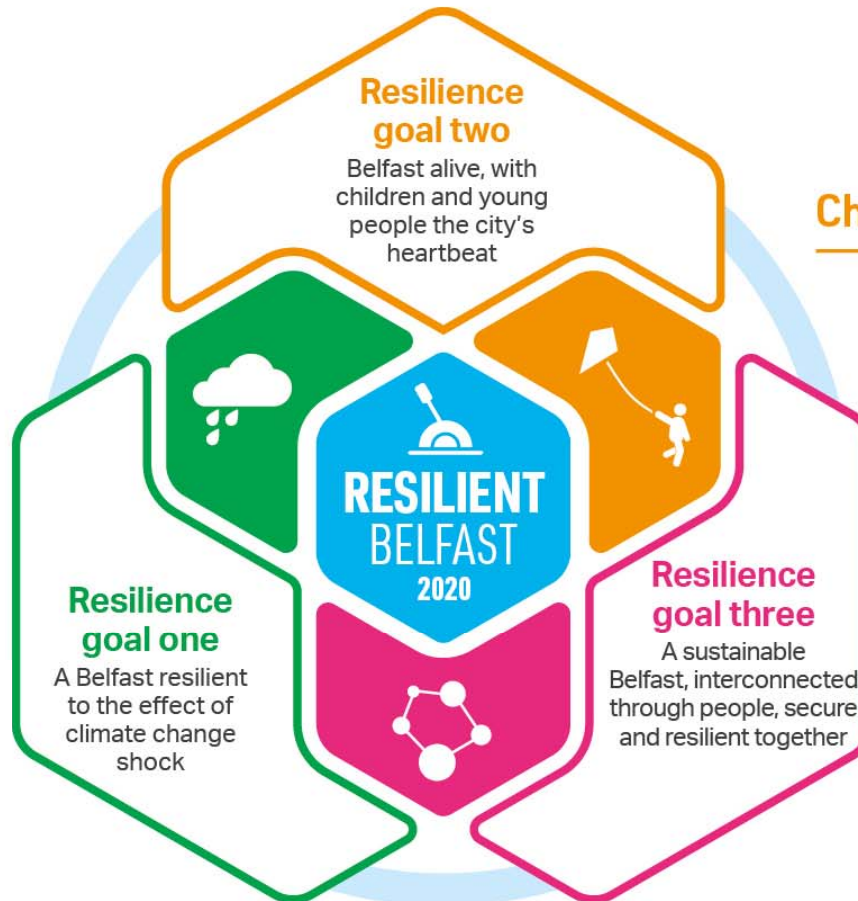 Resilience
goal two
Belfast alive, with
children and young
people the city's
heartbeat
Ch
RESILIENT
BELFAST
2020
Resilience
goal one
A Belfast resilient
to the effect of
climate change
shock
Resilience
goal three
A sustainable
Belfast, interconnected
through people, secure
and resilient together